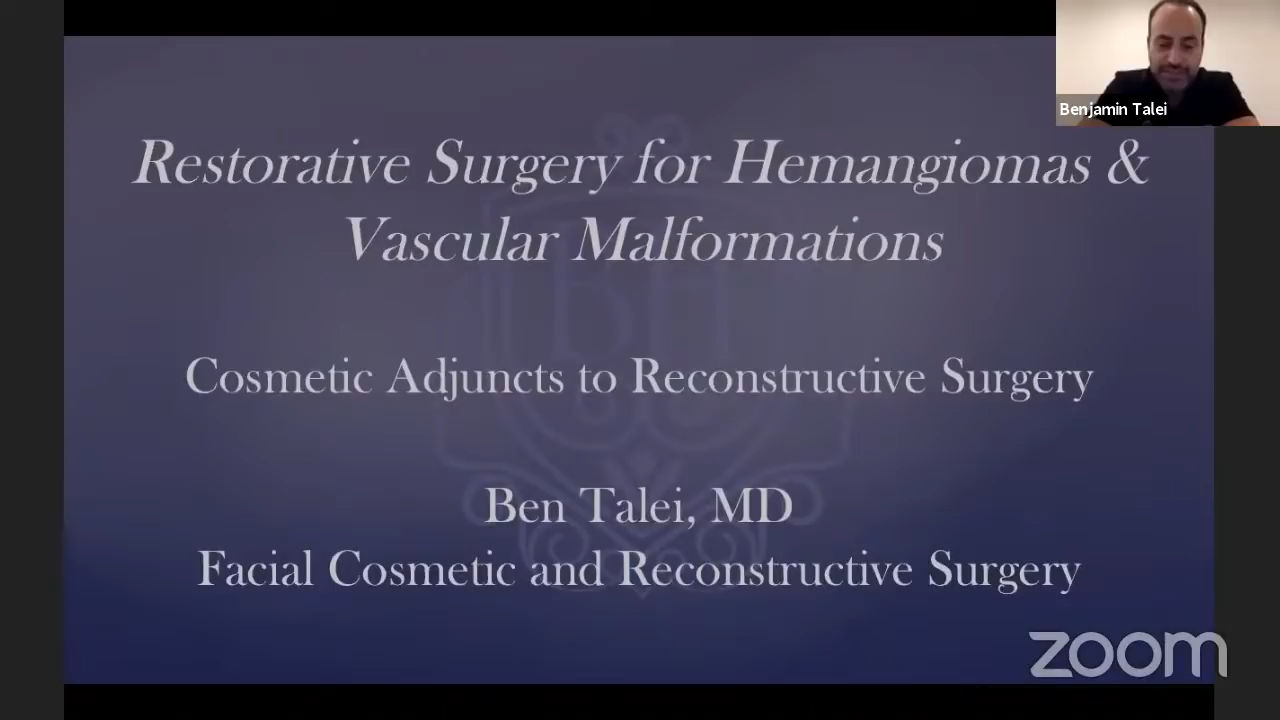 Benjamin Talei
Restorative Surgery for Hemangiomas &
Vascular Malformations
Cosmetic Adjuncts to Reconstructive Surgery
Ben Talei, MD
Facial Cosmetic and Reconstructive Surgery
zoom